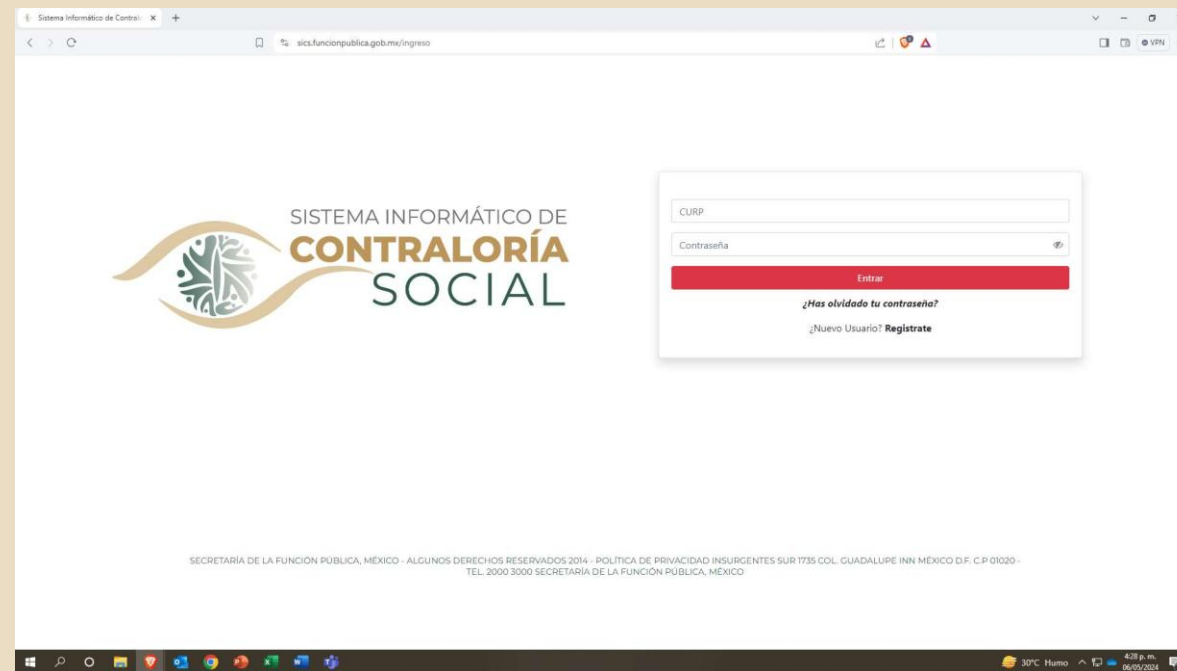 Sistema Informático de Contral
sics.funcionpublica.gob.mx/ingreso
VPN
SISTEMA INFORMÁTICO DE
CONTRALORÍA
SOCIAL
CURP
Contraseña
Entrar
¿Has olvidado tu contraseña?
¿Nuevo Usuario? Registrate
SECRETARÍA DE LA FUNCIÓN PÚBLICA, MÉXICO - ALGUNOS DERECHOS RESERVADOS 2014 - POLÍTICA DE PRIVACIDAD INSURGENTES SUR 1735 COL. GUADALUPE INN MÉXICO D.F. C.P 01020 -
TEL. 2000 3000 SECRETARÍA DE LA FUNCIÓN PÚBLICA, MÉXICO
30°C Humo
4:28 p. m.
06/05/2024